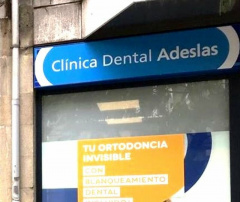 Clínica Dental Adeslas
TU ORTODONCIA
INVISIBLE
CON
BLANQUEAMIENTO
DENTAL